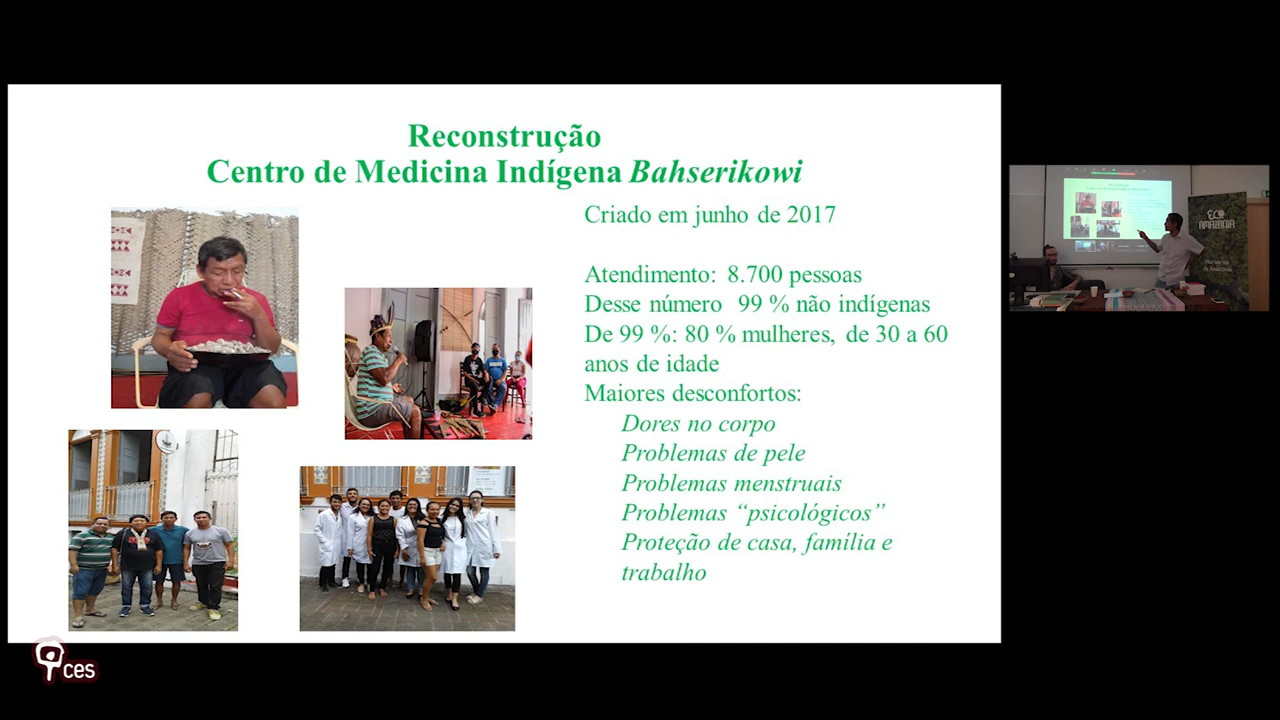 Reconstrução
Centro de Medicina Indígena Bahserikowi
Criado em junho de 2017
Atendimento: 8.700 pessoas
Desse número 99 % não indígenas
De 99 %: 80 % mulheres, de 30 a 60
anos de idade
Maiores desconfortos:
Dores no corpo
Problemas de pele
Problemas menstruais
Problemas “psicológicos”
Proteção de casa, família e
trabalho
ECO
AMAZONIA
ces